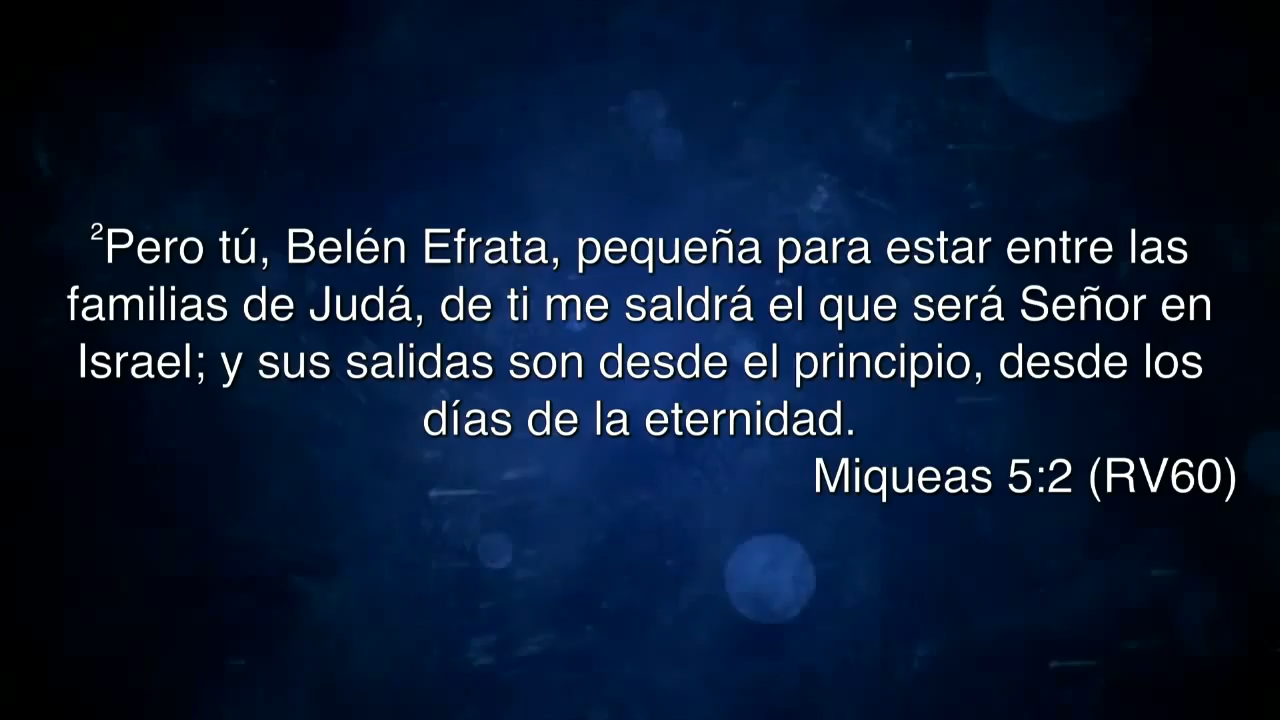 ²Pero tú, Belén Efrata, pequeña para estar entre las
familias de Judá, de ti me saldrá el que será Señor en
Israel; y sus salidas son desde el principio, desde los
días de la eternidad.
Miqueas 5:2 (RV60)